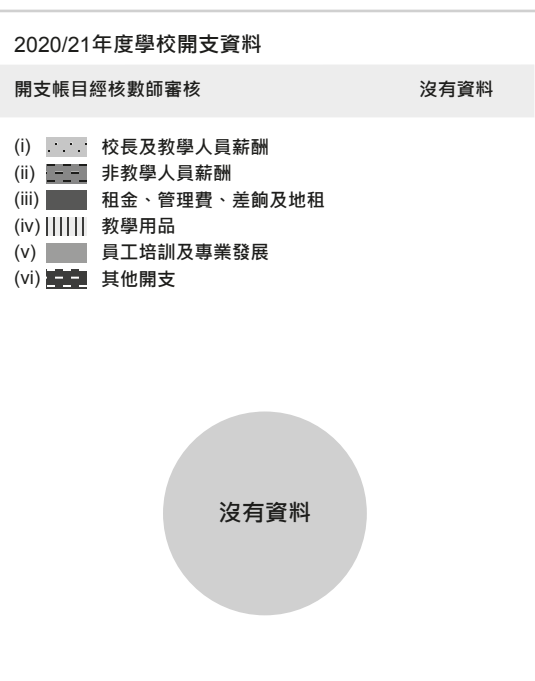 2020/21年度學校開支資料
開支帳目經核數師審核 沒有資料
(i) 校長及教學人員薪酬
(ii) 非教學人員薪酬
(iii) 租金、管理費、差餉及地租
(iv) 教學用品
(v) 員工培訓及專業發展
(vi) 其他開支
沒有資料